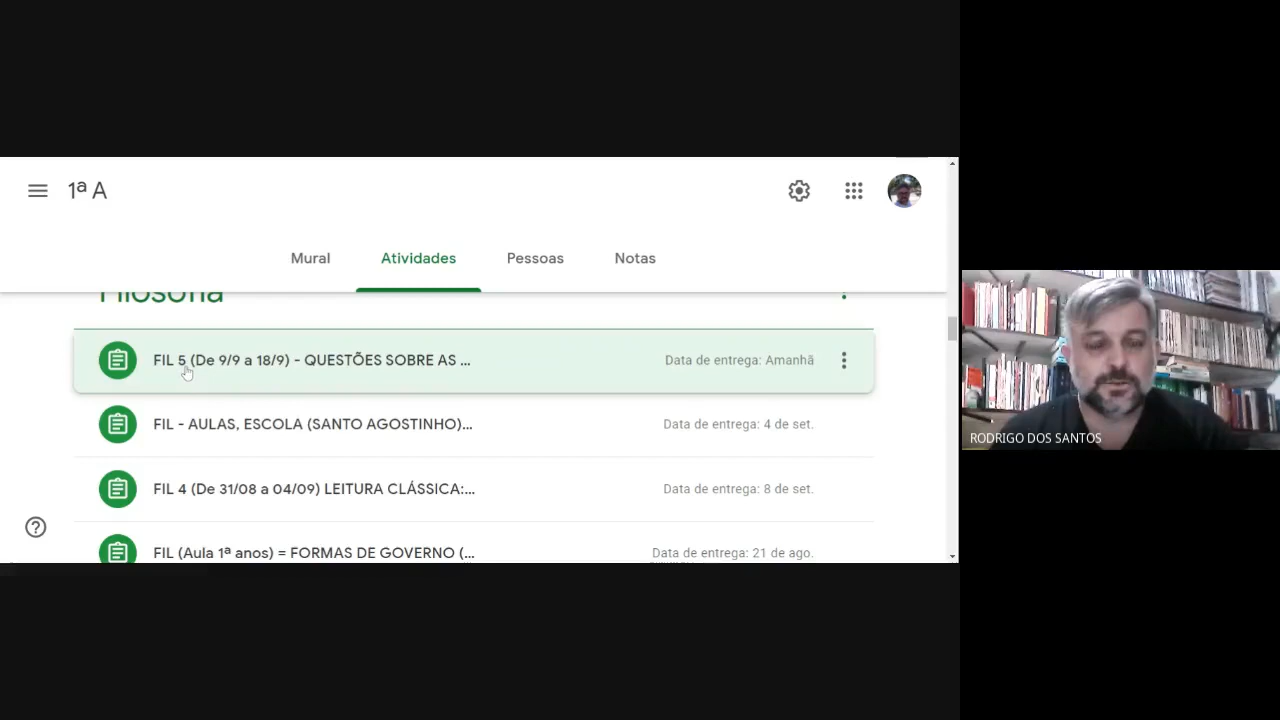 1ª A
Mural
Atividades
Pessoas
Notas
Filosofia
FIL 5 (De 9/9 a 18/9) - QUESTÕES SOBRE AS ...
Data de entrega: Amanhã
FIL - AULAS, ESCOLA (SANTO AGOSTINHO)...
Data de entrega: 4 de set.
FIL 4 (De 31/08 a 04/09) LEITURA CLÁSSICA:...
Data de entrega: 8 de set.
FIL (Aula 1ª anos) = FORMAS DE GOVERNO (...
Data de entrega: 21 de ago.
RODRIGO DOS SANTOS